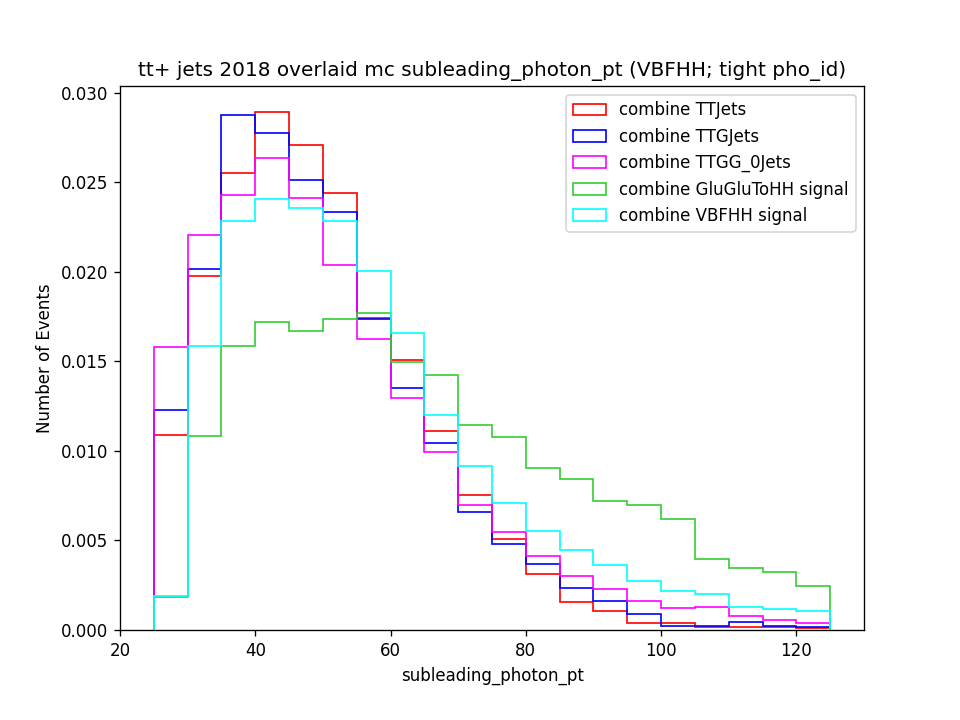 tt+ jets 2018 overlaid mc subleading_photon_pt (VBFHH; tight pho_id)
combine TTJets
combine TTGJets
combine TTGG_0Jets
combine GluGluToHH signal
combine VBFHH signal
Number of Events
0.030
0.025
0.020
0.015
0.010
0.005
0.000
20 40 60 80 100 120
subleading_photon_pt